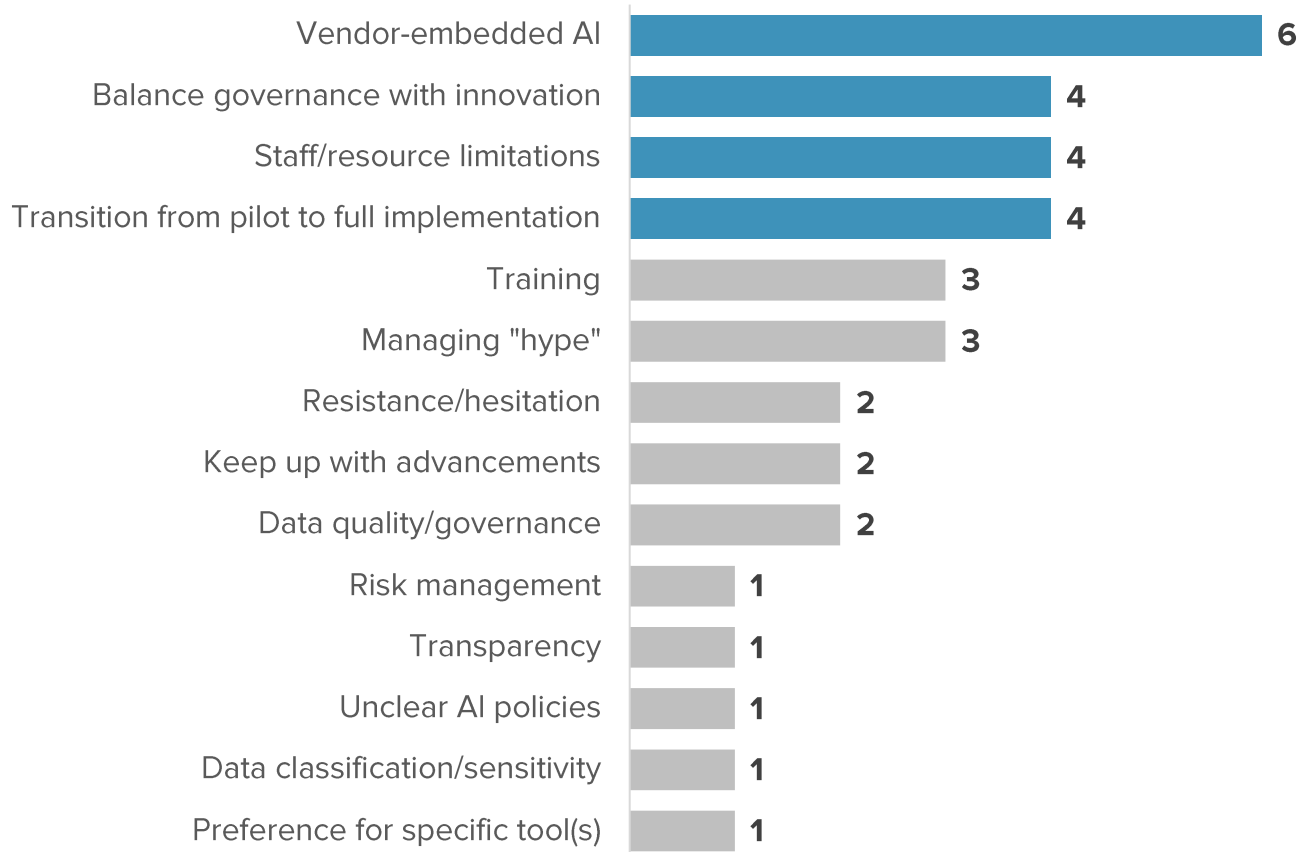 Vendor-embedded AI 6
Balance governance with innovation 4
Staff/resource limitations 4
Transition from pilot to full implementation 4
Training 3
Managing "hype" 3
Resistance/hesitation 2
Keep up with advancements 2
Data quality/governance 2
Risk management 1
Transparency 1
Unclear AI policies 1
Data classification/sensitivity 1
Preference for specific tool(s) 1